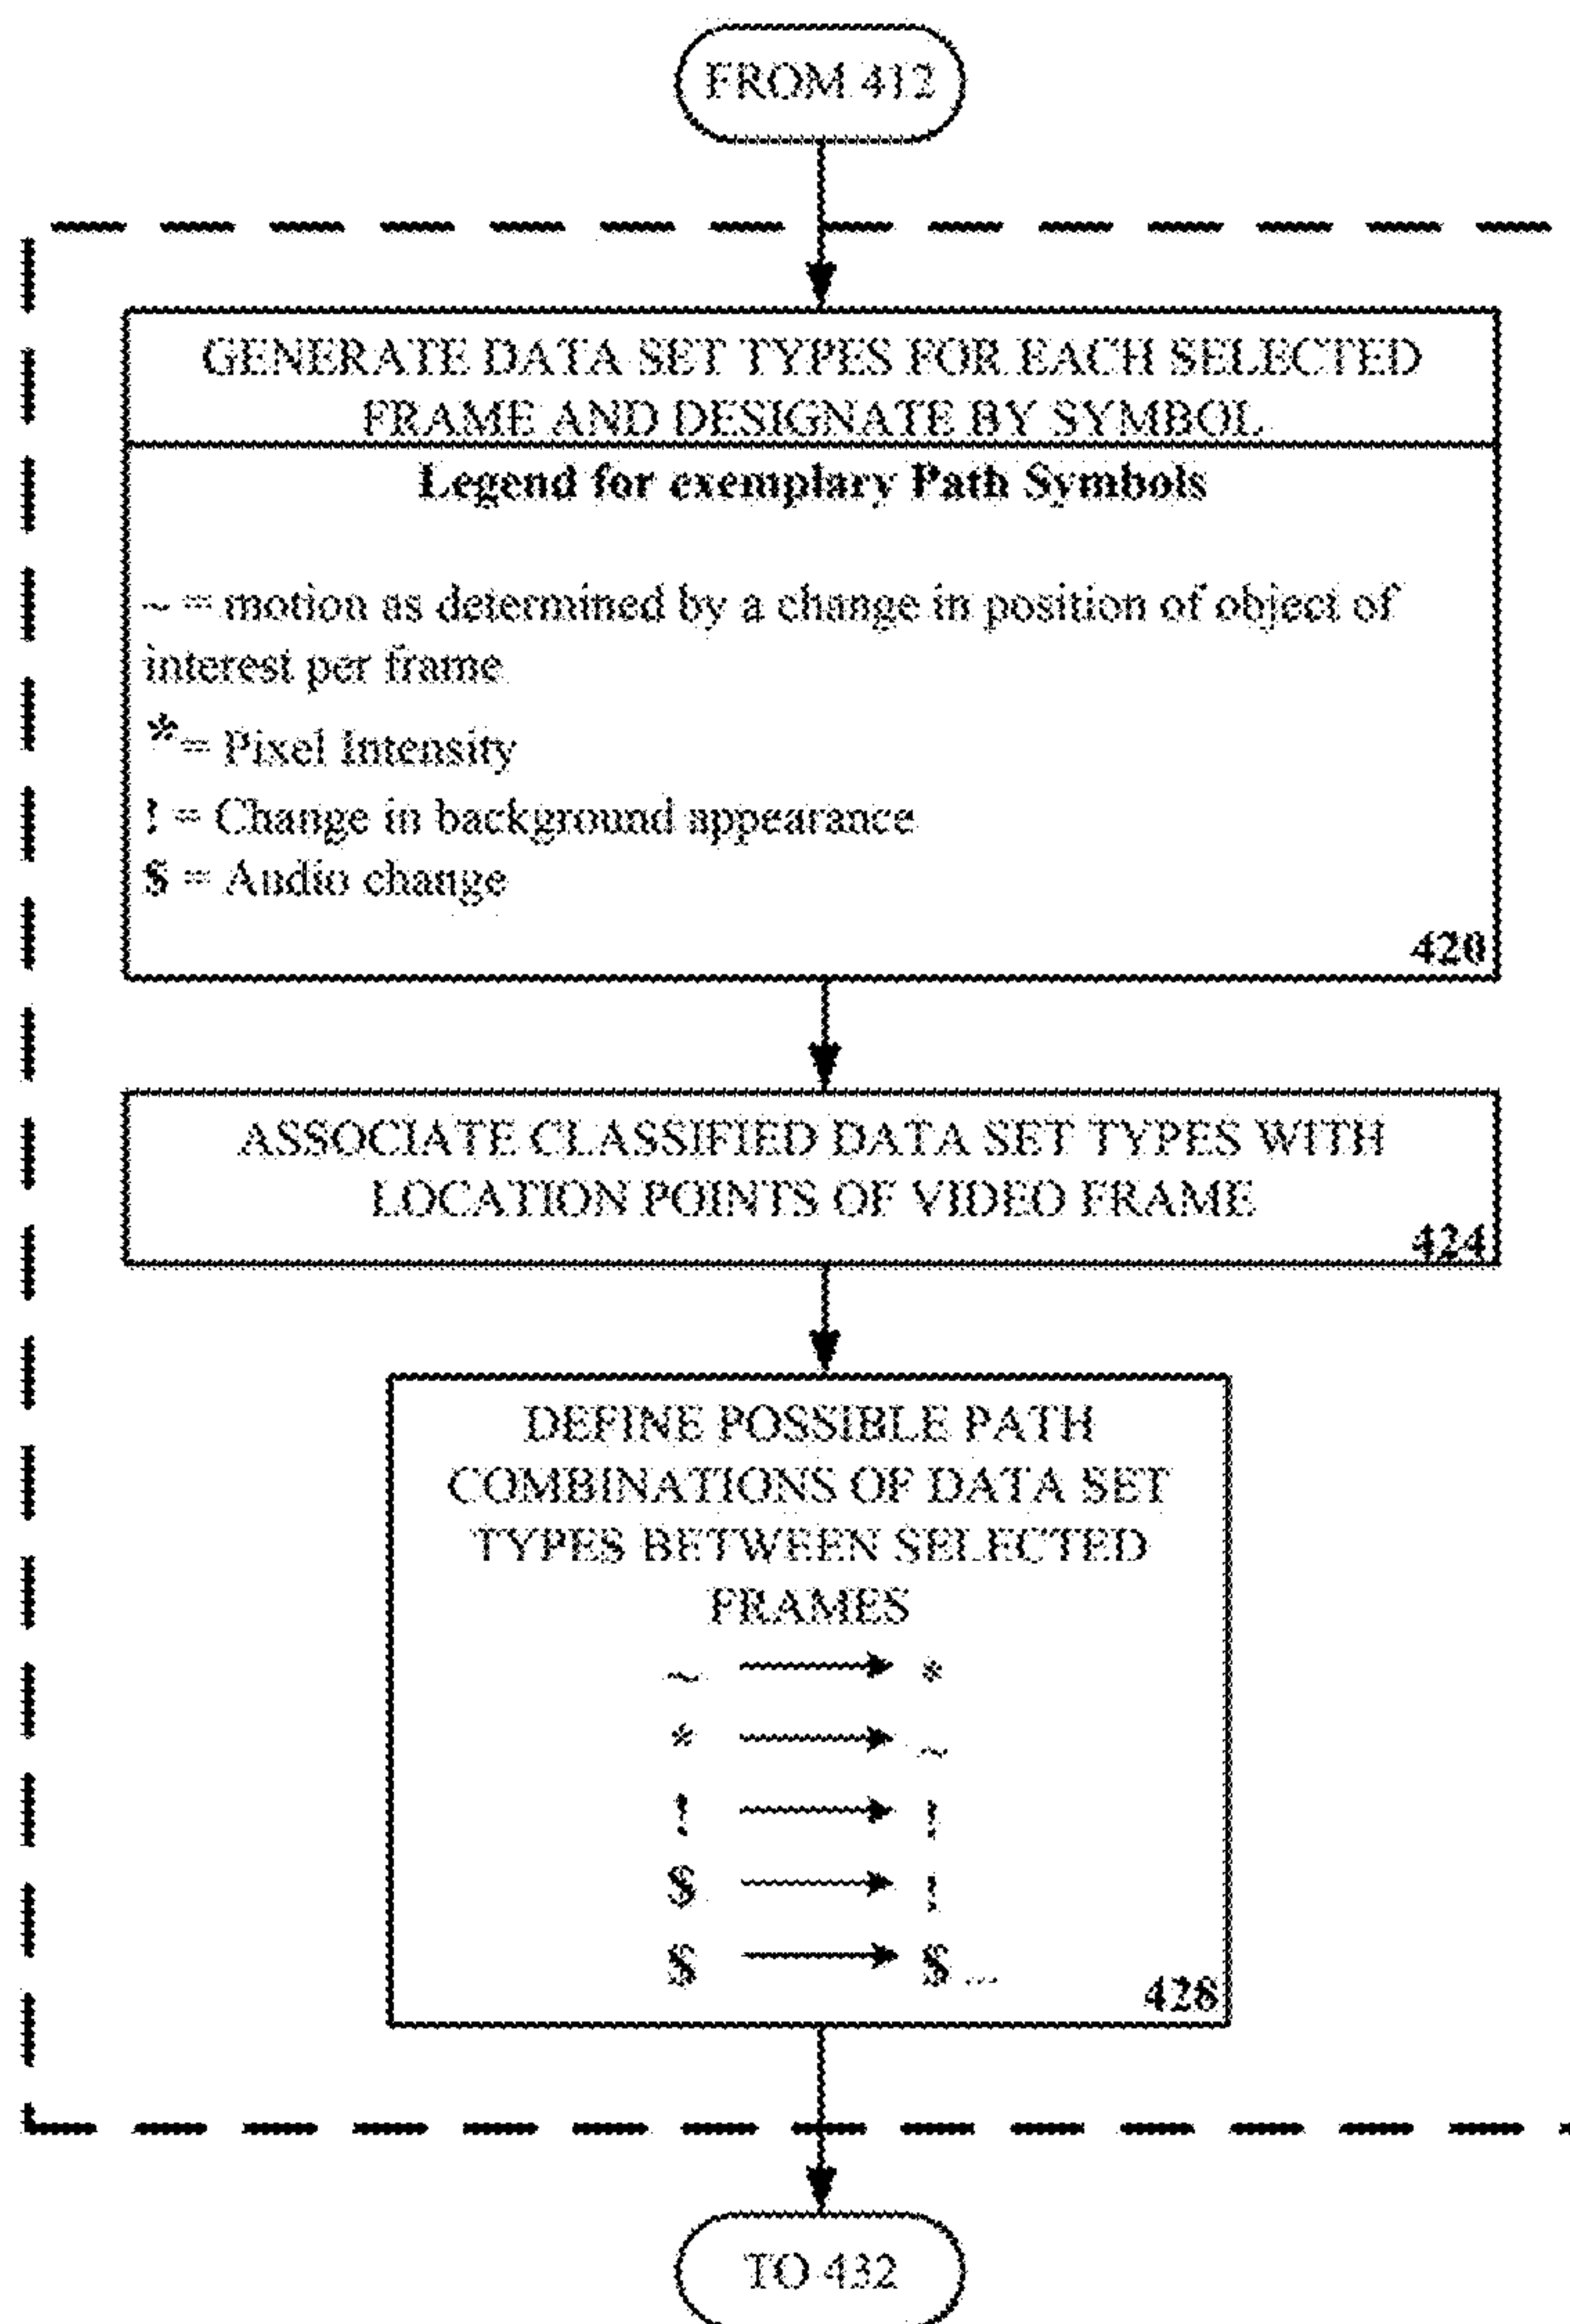 FROM 412
GENERATE DATA SET TYPES FOR EACH SELECTED
FRAME AND DESIGNATE BY SYMBOL
Legend for exemplary Path Symbols
~ = motion as determined by a change in position of object of
interest per frame
*= Pixel Intensity
! = Change in background appearance
$ = Audio change
420
ASSOCIATE CLASSIFIED DATA SET TYPES WITH
LOCATION POINTS OF VIDEO FRAME
424
DEFINE POSSIBLE PATH
COMBINATIONS OF DATA SET
TYPES BETWEEN SELECTED
FRAMES
~ → *
* → ~
! → !
$ → !
$ → $ ...
428
TO 432